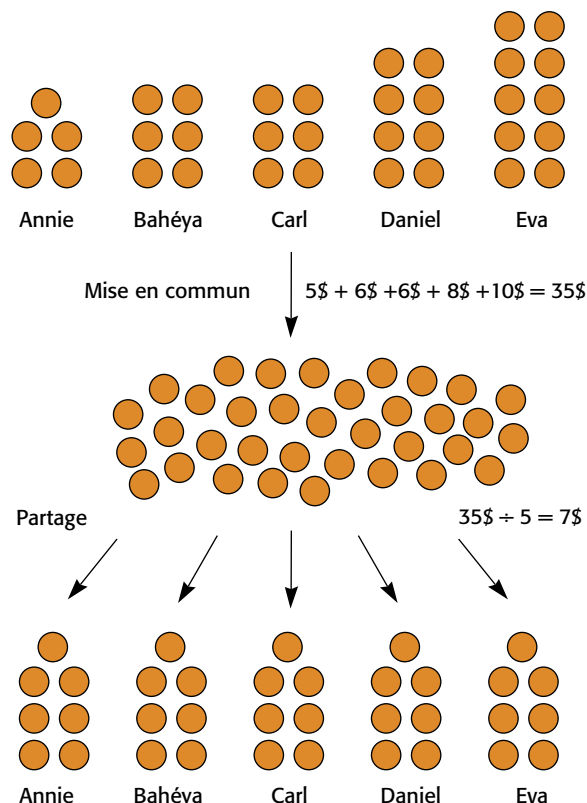 Annie Bahéya Carl Daniel Eva
Mise en commun 5$ + 6$ +6$ + 8$ +10$ = 35$
Partage 35$ ÷ 5 = 7$
Annie Bahéva Carl Daniel Eva